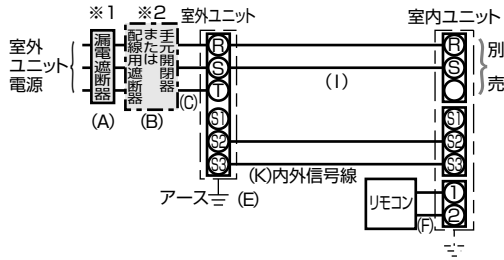 ※1
※2
室外ユニット
室内ユニット
室外
ユニット
電源
漏電遮断器
手元開閉器
または
配線用遮断器
R
S
T
S1
S2
S3
R
S
S1
S2
S3
1
2
別売
(A)
(B)
(C)
(I)
(K)内外信号線
アース
(E)
リモコン
(F)